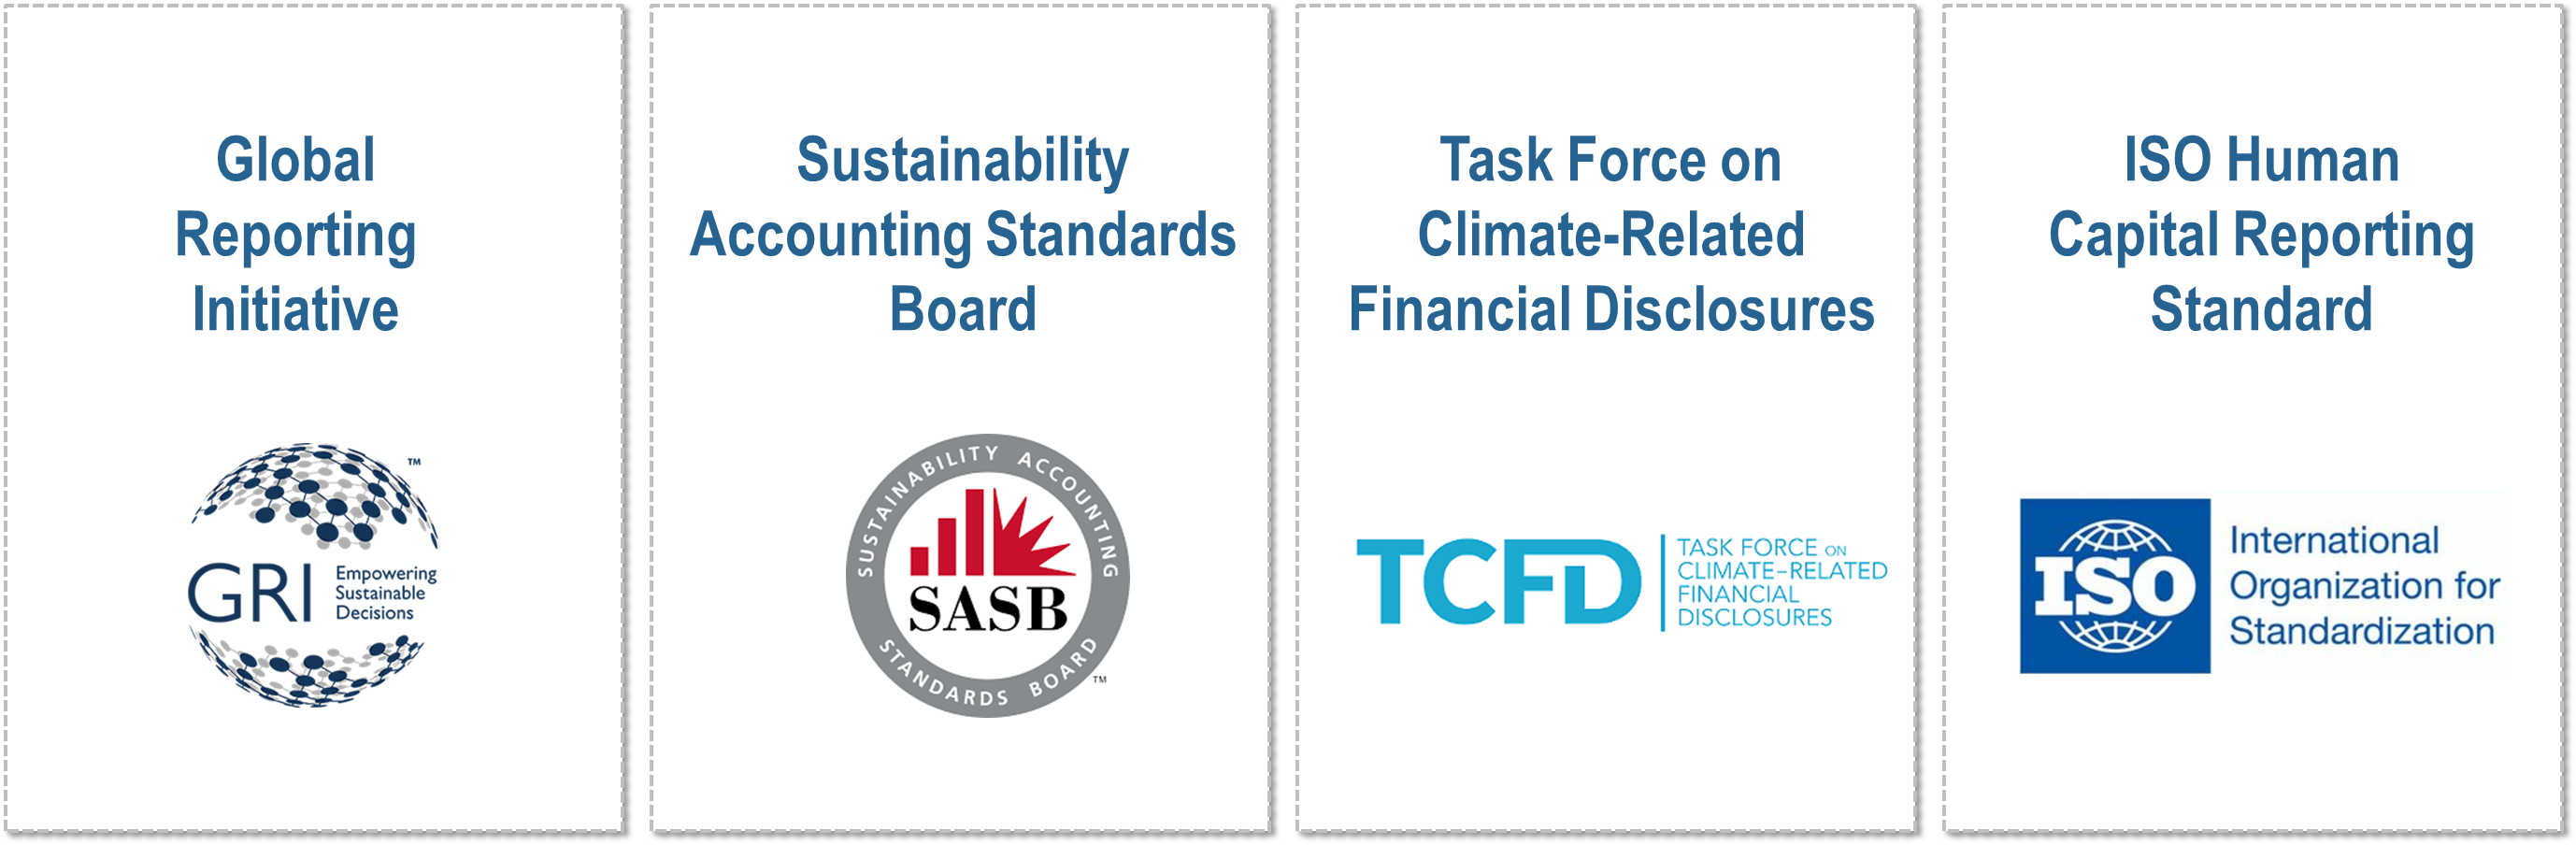 Global
Reporting
Initiative
GRI
Empowering
Sustainable
Decisions
™
Sustainability
Accounting Standards
Board
SUSTAINABILITY ACCOUNTING
SASB
STANDARDS BOARD
™
Task Force on
Climate-Related
Financial Disclosures
TCFD
TASK FORCE ON
CLIMATE-RELATED
FINANCIAL
DISCLOSURES
ISO Human
Capital Reporting
Standard
ISO
International
Organization for
Standardization